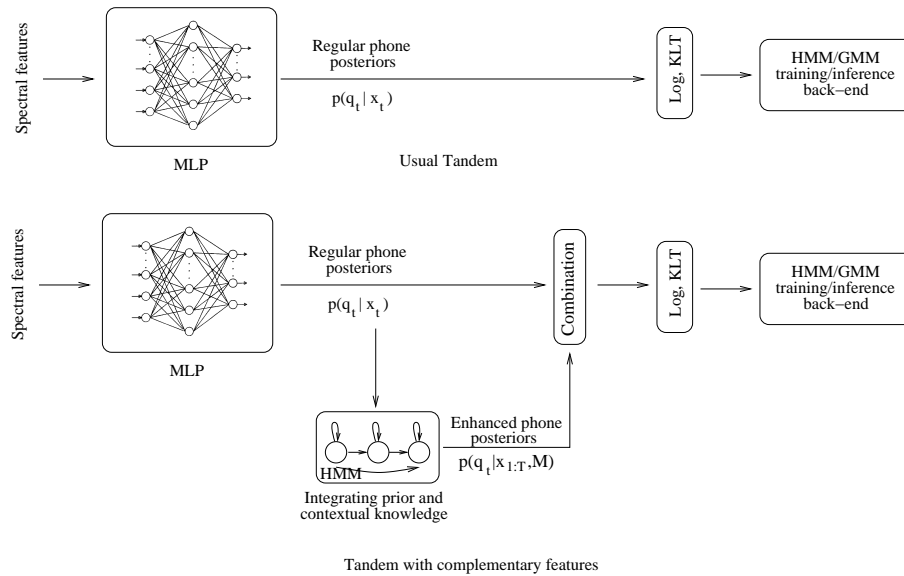 Spectral features
MLP
Regular phone
posteriors
p(q_t | x_t)
Usual Tandem
Log, KLT
HMM/GMM
training/inference
back–end
Spectral features
MLP
Regular phone
posteriors
p(q_t | x_t)
Combination
Log, KLT
HMM/GMM
training/inference
back–end
HMM
Integrating prior and
contextual knowledge
Enhanced phone
posteriors
p(q_t|x_{1:T},M)
Tandem with complementary features